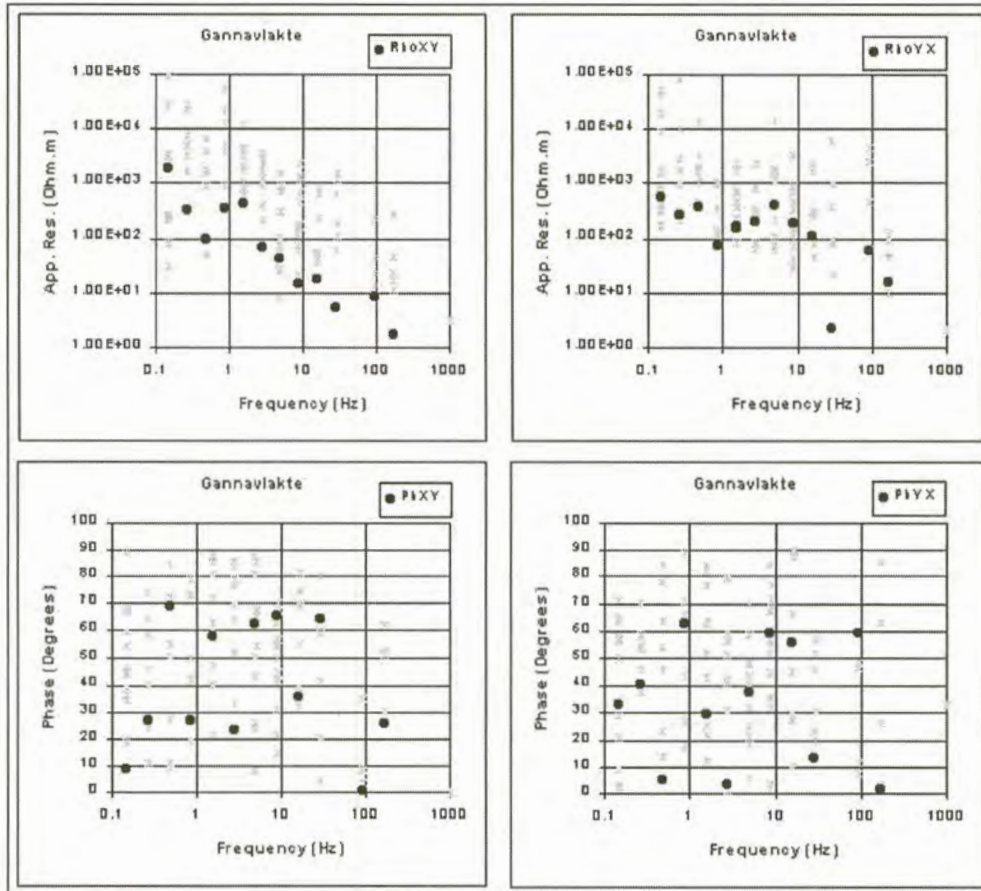 Gannavlakte
RhoXY
1.00E+05
1.00E+04
1.00E+03
1.00E+02
1.00E+01
1.00E+00
App. Res. (Ohm.m)
0.1 1 10 100 1000
Frequency (Hz)
Gannavlakte
RhoYX
1.00E+05
1.00E+04
1.00E+03
1.00E+02
1.00E+01
1.00E+00
App. Res. (Ohm.m)
0.1 1 10 100 1000
Frequency (Hz)
Gannavlakte
PhXY
100
90
80
70
60
50
40
30
20
10
0
Phase (Degrees)
0.1 1 10 100 1000
Frequency (Hz)
Gannavlakte
PhYX
100
90
80
70
60
50
40
30
20
10
0
Phase (Degrees)
0.1 1 10 100 1000
Frequency (Hz)